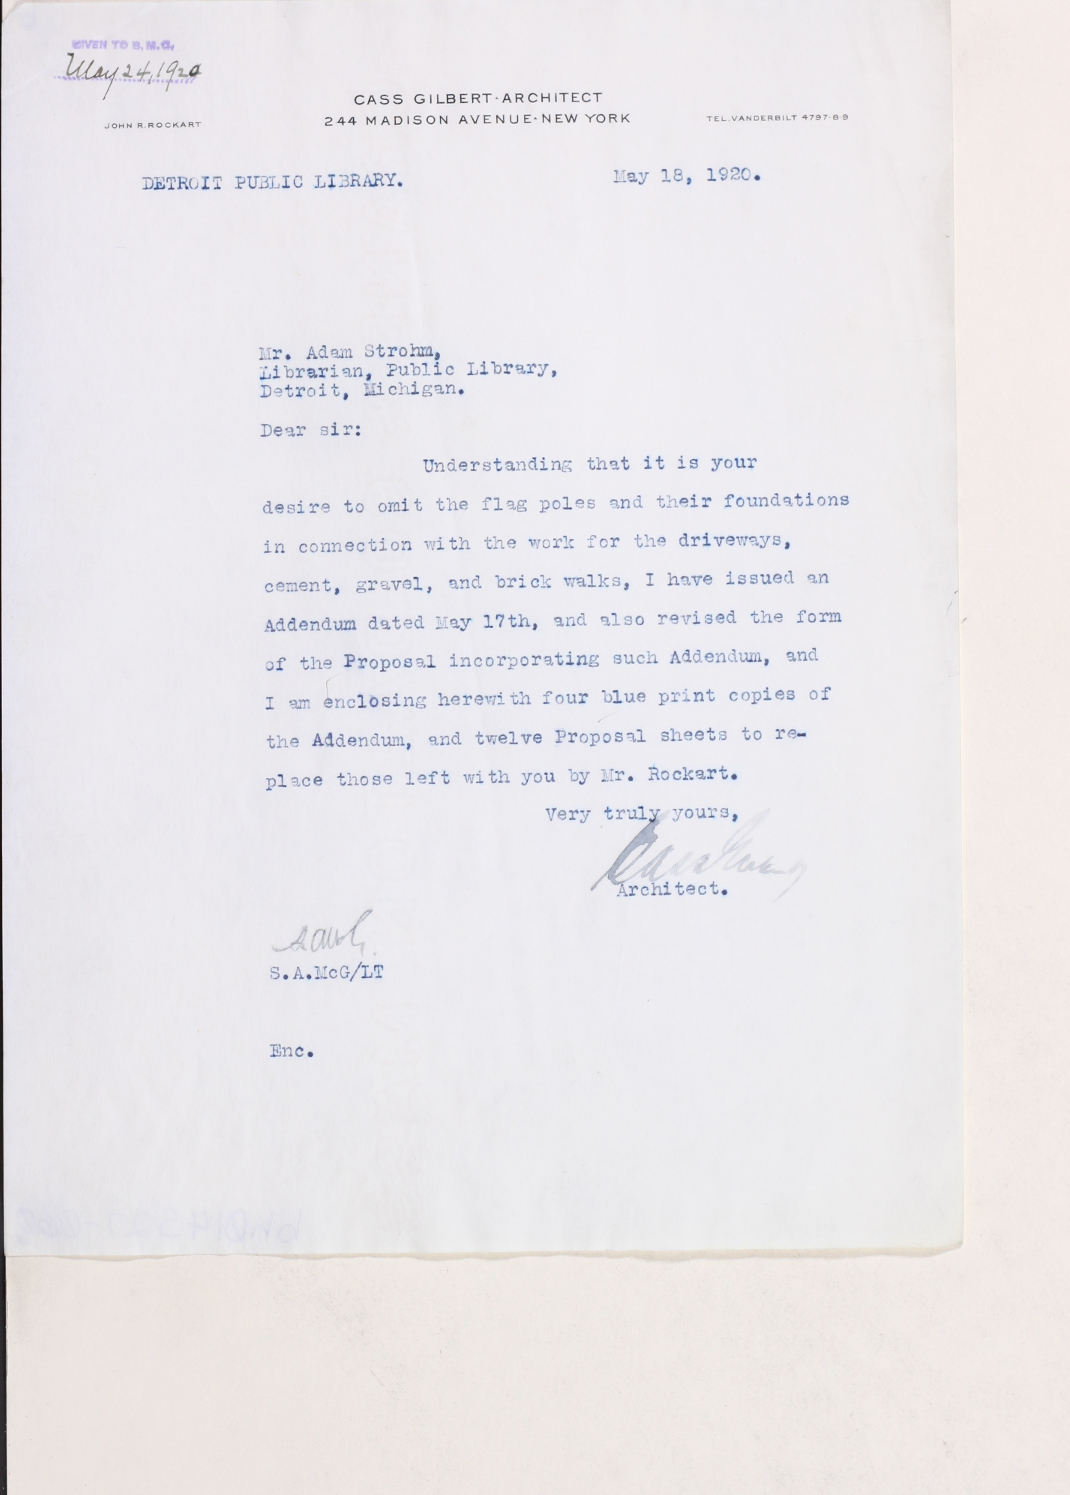 GIVEN TO B.M.G.
May 24, 1920
CASS GILBERT·ARCHITECT
244 MADISON AVENUE·NEW YORK
JOHN R. ROCKART
TEL. VANDERBILT 4797-8-9
DETROIT PUBLIC LIBRARY.
May 18, 1920.
Mr. Adam Strohm,
Librarian, Public Library,
Detroit, Michigan.
Dear sir:
Understanding that it is your
desire to omit the flag poles and their foundations
in connection with the work for the driveways,
cement, gravel, and brick walks, I have issued an
Addendum dated May 17th, and also revised the form
of the Proposal incorporating such Addendum, and
I am enclosing herewith four blue print copies of
the Addendum, and twelve Proposal sheets to re-
place those left with you by Mr. Rockart.
Very truly yours,
Cass Gilbert
Architect.
S.A.McG/LT
Enc.